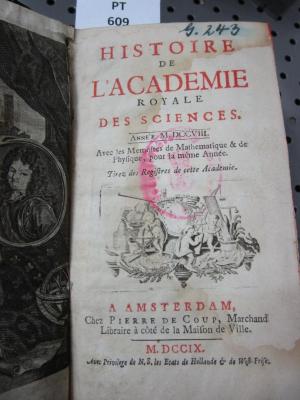 PT
609
G. 243
HISTOIRE
DE
L'ACADEMIE
ROYALE
DES SCIENCES.
ANNÉE M. DCCVIII.
Avec les Memoires de Mathematique & de
Physique, pour la même Année.
Tirez des Registres de cette Academie.
A AMSTERDAM,
Chez PIERRE DE COUP, Marchand
Libraire à côté de la Maison de Ville.
M. DCCIX.
Avec Privilege de N. S. les Etats de Hollande & de West-Frise.